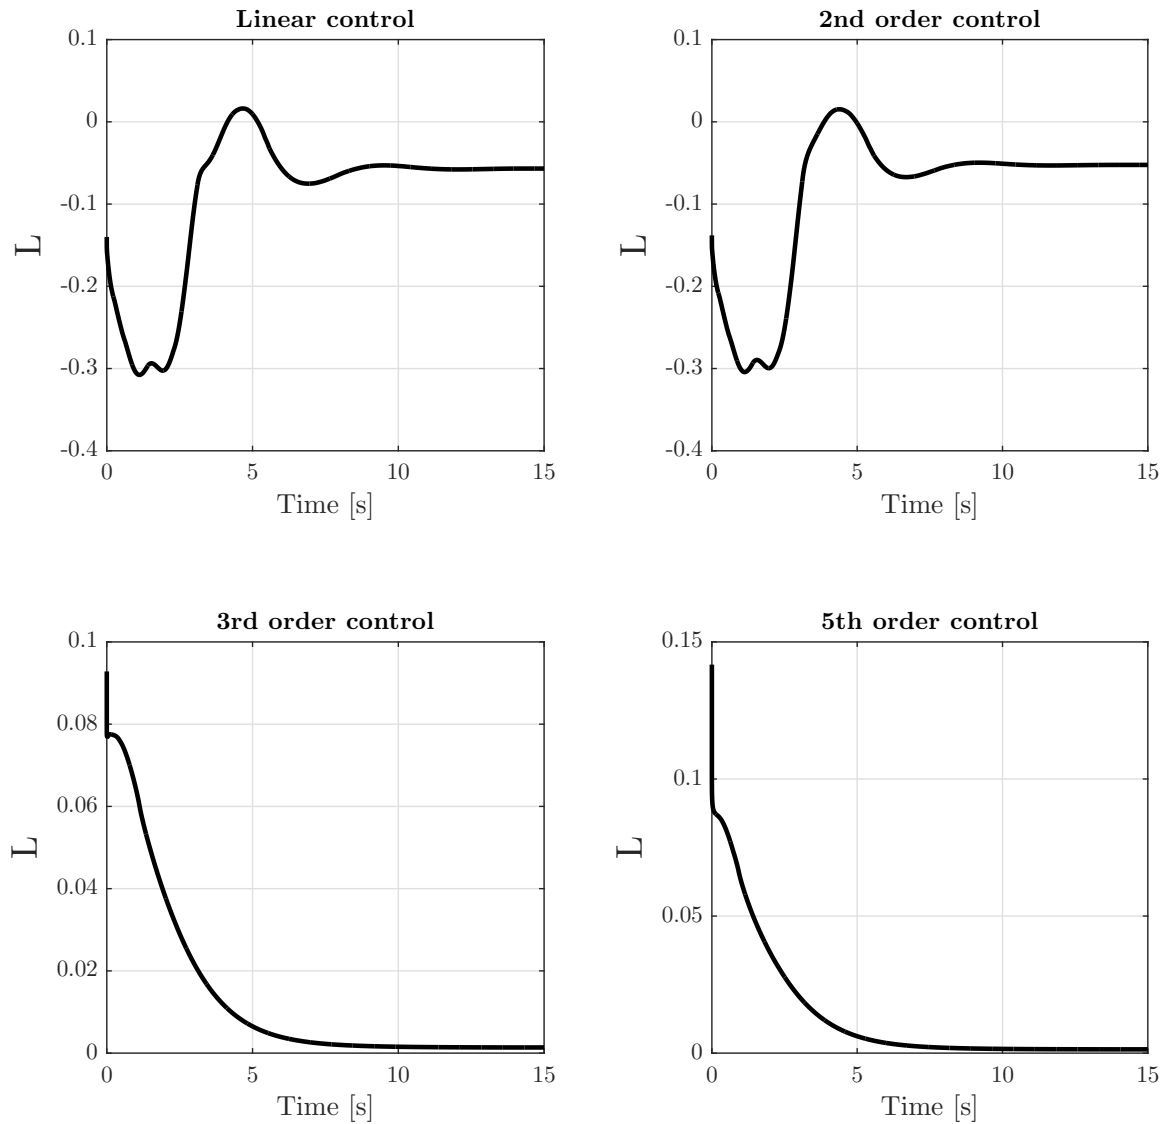 Linear control
0.1
0
-0.1
-0.2
-0.3
-0.4
L
0 5 10 15
Time [s]
2nd order control
0.1
0
-0.1
-0.2
-0.3
-0.4
L
0 5 10 15
Time [s]
3rd order control
0.1
0.08
0.06
0.04
0.02
0
L
0 5 10 15
Time [s]
5th order control
0.15
0.1
0.05
0
L
0 5 10 15
Time [s]